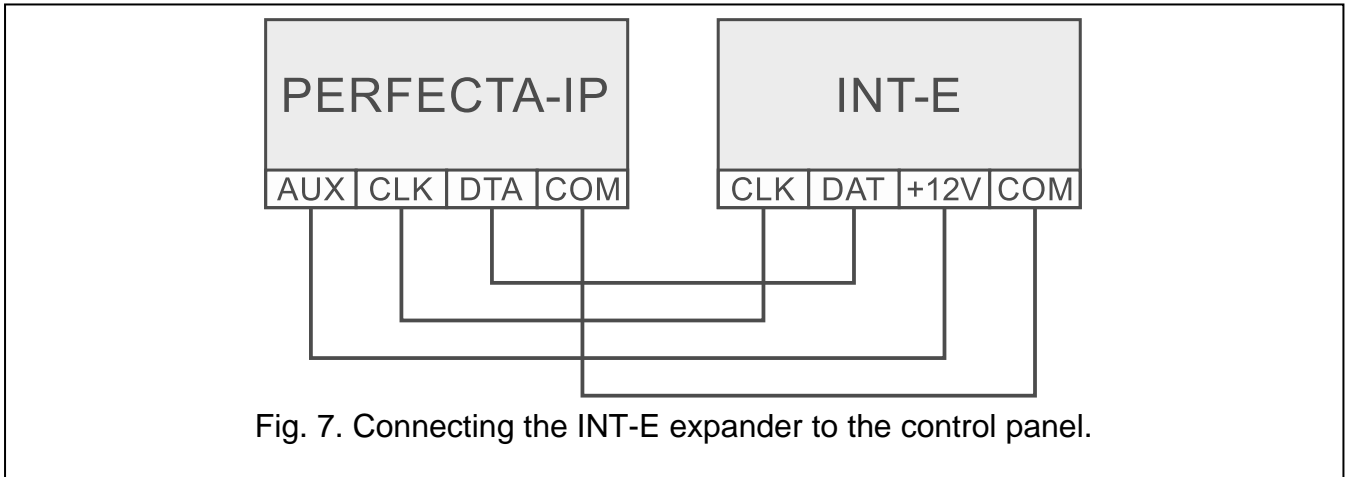 PERFECTA-IP INT-E
AUX CLK DTA COM CLK DAT +12V COM
Fig. 7. Connecting the INT-E expander to the control panel.